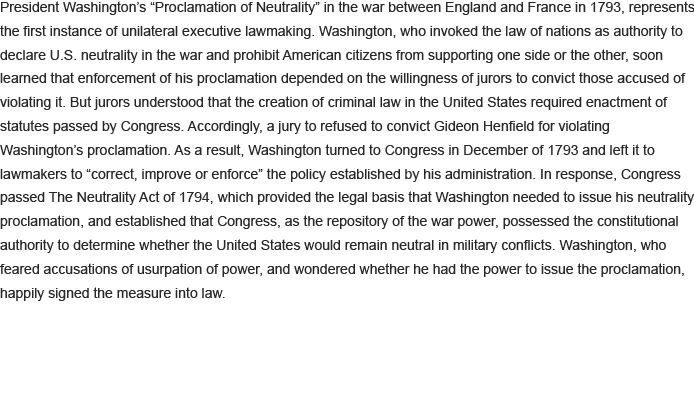 President Washington’s “Proclamation of Neutrality” in the war between England and France in 1793, represents
the first instance of unilateral executive lawmaking. Washington, who invoked the law of nations as authority to
declare U.S. neutrality in the war and prohibit American citizens from supporting one side or the other, soon
learned that enforcement of his proclamation depended on the willingness of jurors to convict those accused of
violating it. But jurors understood that the creation of criminal law in the United States required enactment of
statutes passed by Congress. Accordingly, a jury to refused to convict Gideon Henfield for violating
Washington’s proclamation. As a result, Washington turned to Congress in December of 1793 and left it to
lawmakers to “correct, improve or enforce” the policy established by his administration. In response, Congress
passed The Neutrality Act of 1794, which provided the legal basis that Washington needed to issue his neutrality
proclamation, and established that Congress, as the repository of the war power, possessed the constitutional
authority to determine whether the United States would remain neutral in military conflicts. Washington, who
feared accusations of usurpation of power, and wondered whether he had the power to issue the proclamation,
happily signed the measure into law.